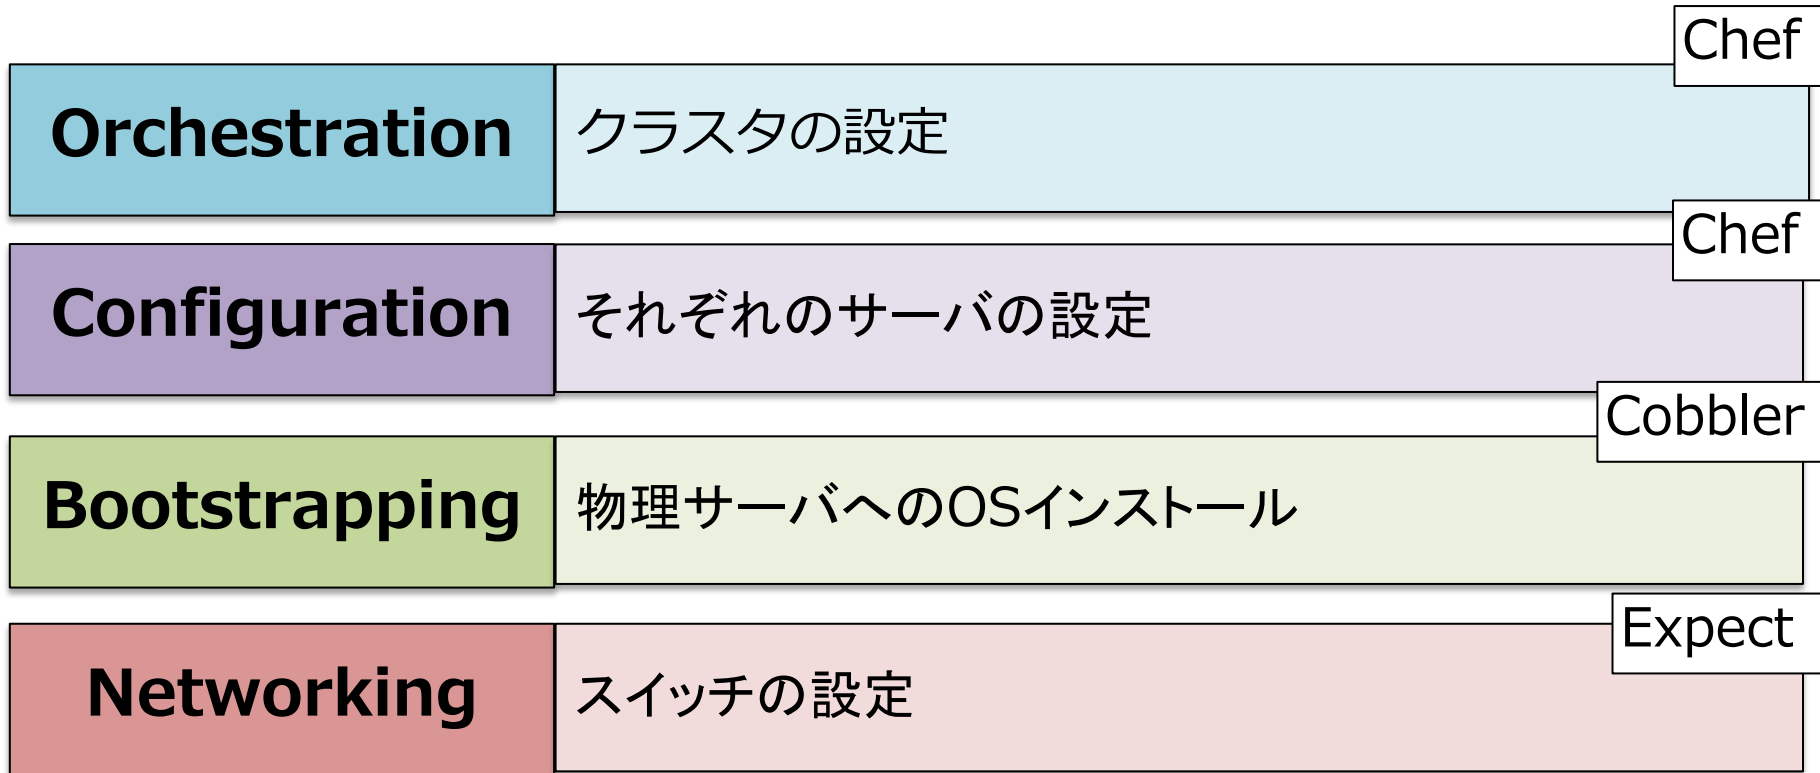 Chef
Orchestration
クラスタの設定
Chef
Configuration
それぞれのサーバの設定
Cobbler
Bootstrapping
物理サーバへのOSインストール
Expect
Networking
スイッチの設定